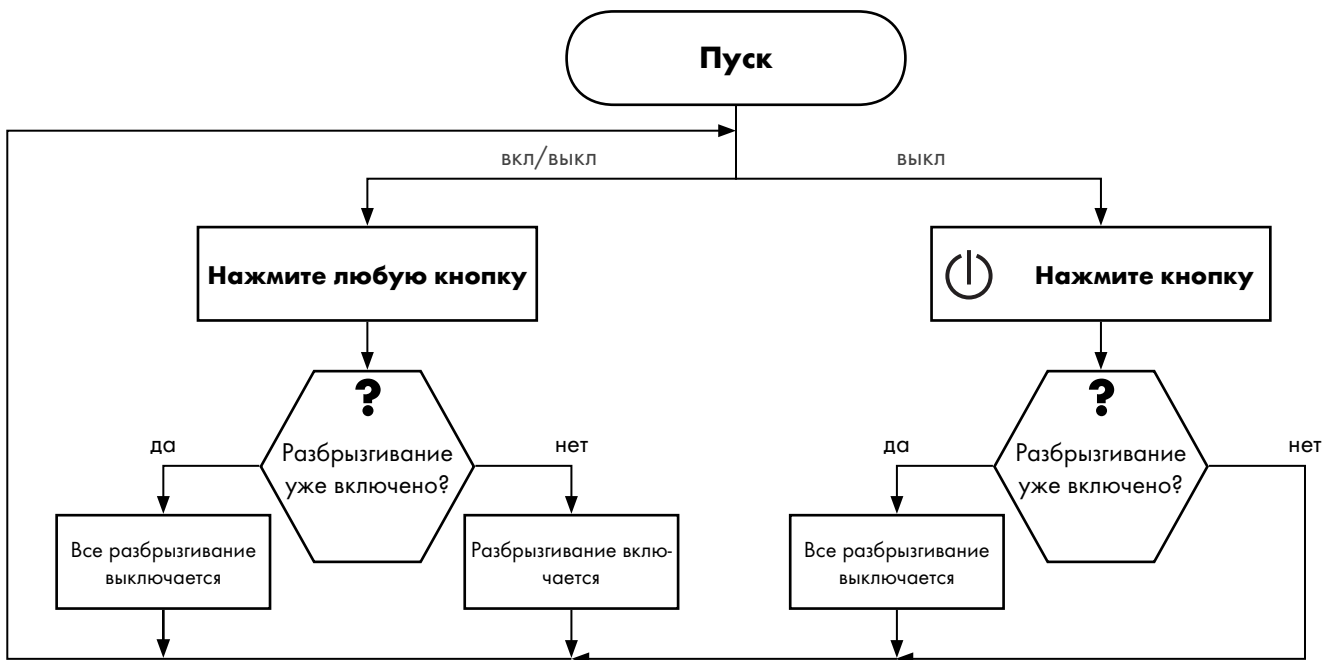 Пуск
вкл/выкл
выкл
Нажмите любую кнопку
Нажмите кнопку
?
Разбрызгивание
уже включено?
да
нет
Все разбрызгивание
выключается
Разбрызгивание вклю-
чается
?
Разбрызгивание
уже включено?
да
нет
Все разбрызгивание
выключается